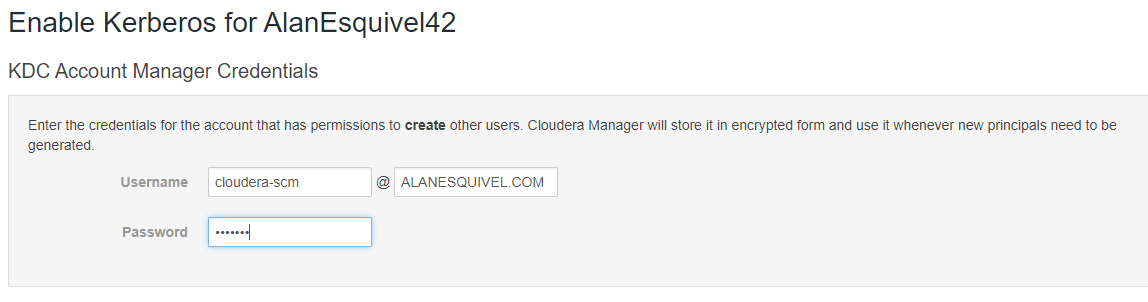 Enable Kerberos for AlanEsquivel42
KDC Account Manager Credentials
Enter the credentials for the account that has permissions to create other users. Cloudera Manager will store it in encrypted form and use it whenever new principals need to be
generated.
Username cloudera-scm @ ALANESQUIVEL.COM
Password •••••••